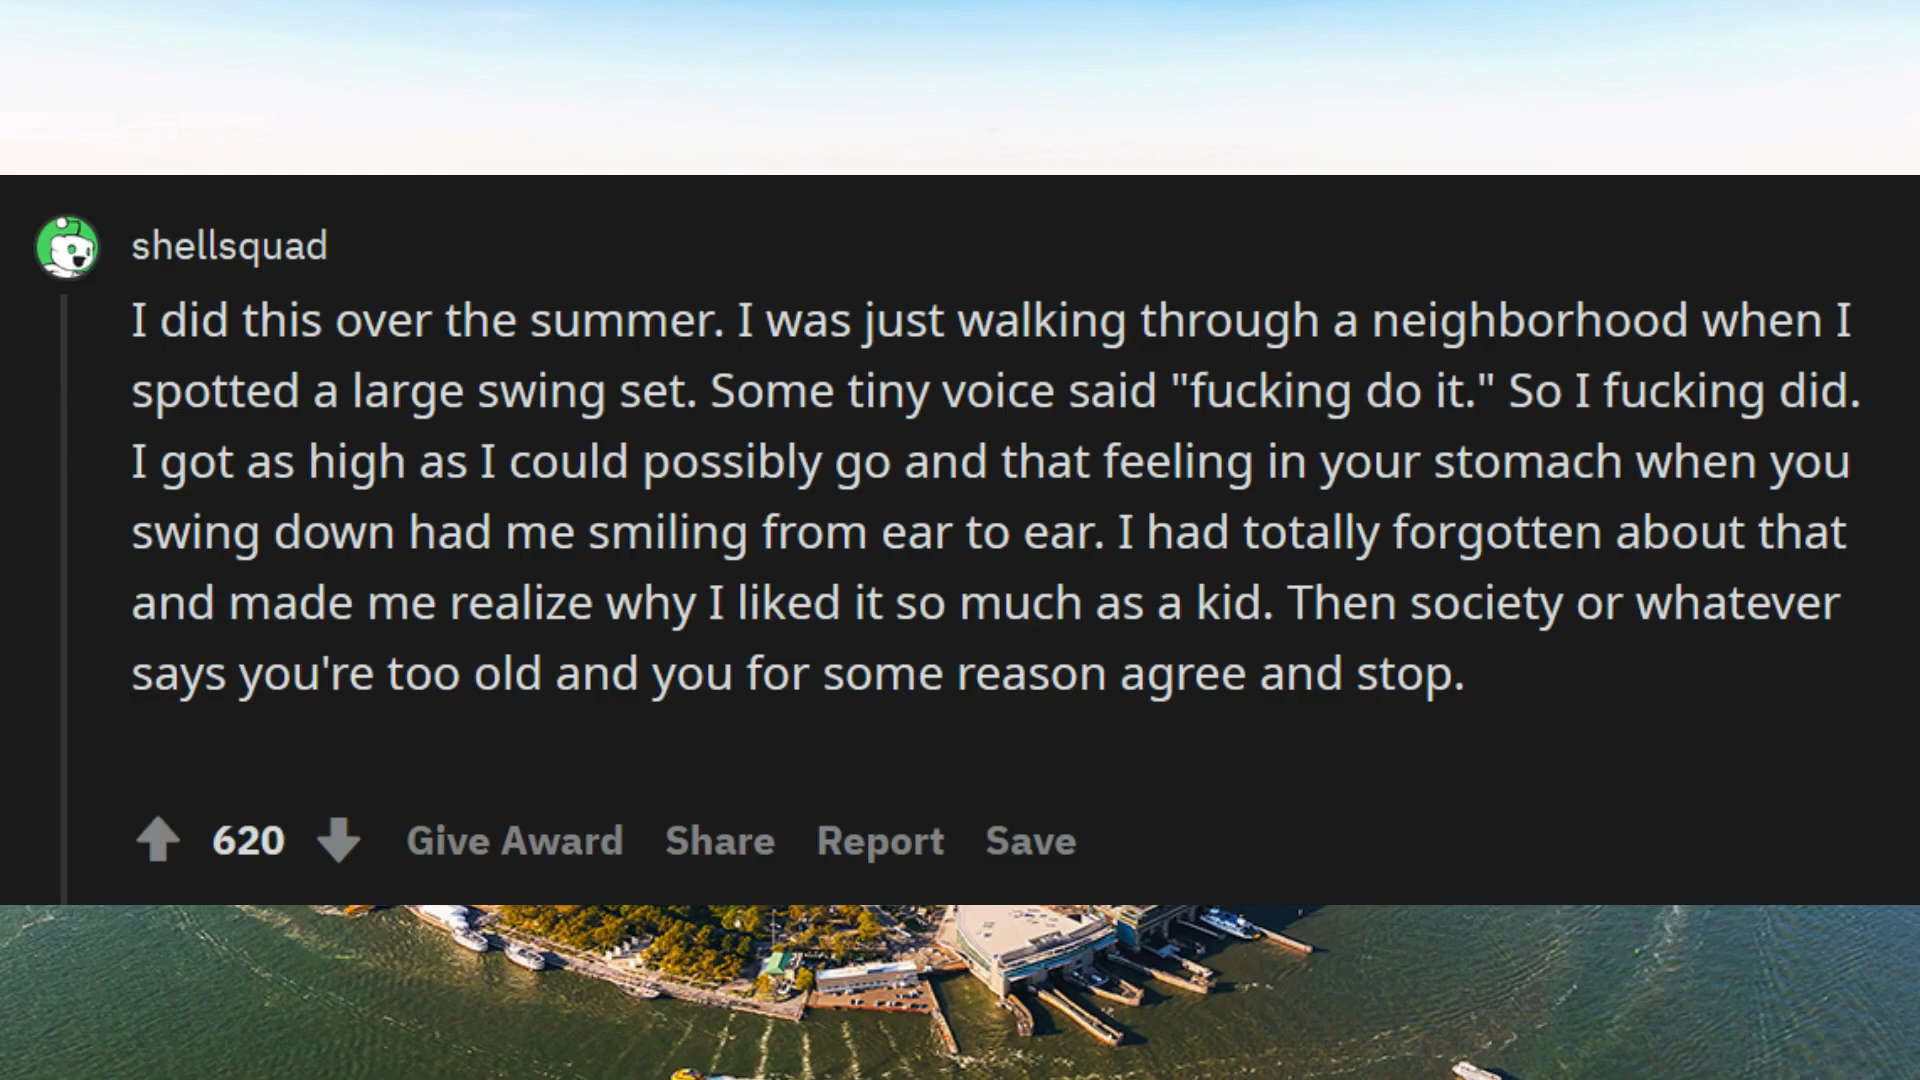 shellsquad
I did this over the summer. I was just walking through a neighborhood when I
spotted a large swing set. Some tiny voice said "fucking do it." So I fucking did.
I got as high as I could possibly go and that feeling in your stomach when you
swing down had me smiling from ear to ear. I had totally forgotten about that
and made me realize why I liked it so much as a kid. Then society or whatever
says you're too old and you for some reason agree and stop.
620 Give Award Share Report Save